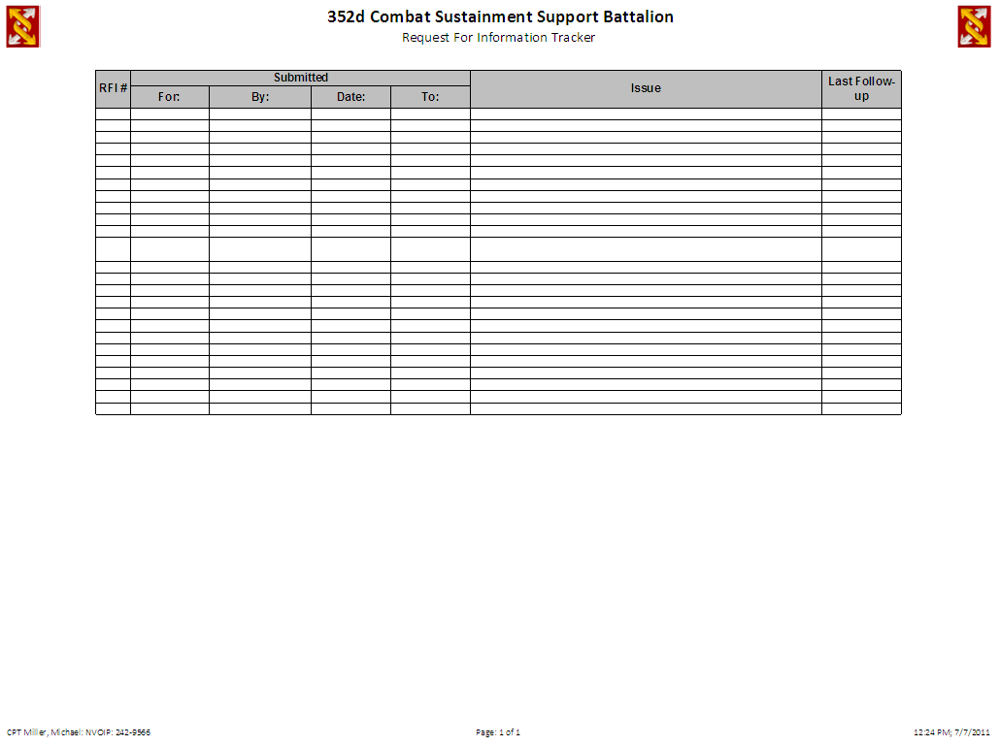 352d Combat Sustainment Support Battalion
Request For Information Tracker
RFI #
Submitted
For:
By:
Date:
To:
Issue
Last Follow-
up
CPT Miller, Michael: NVOIP: 242-9566
Page: 1 of 1
12:24 PM; 7/7/2011